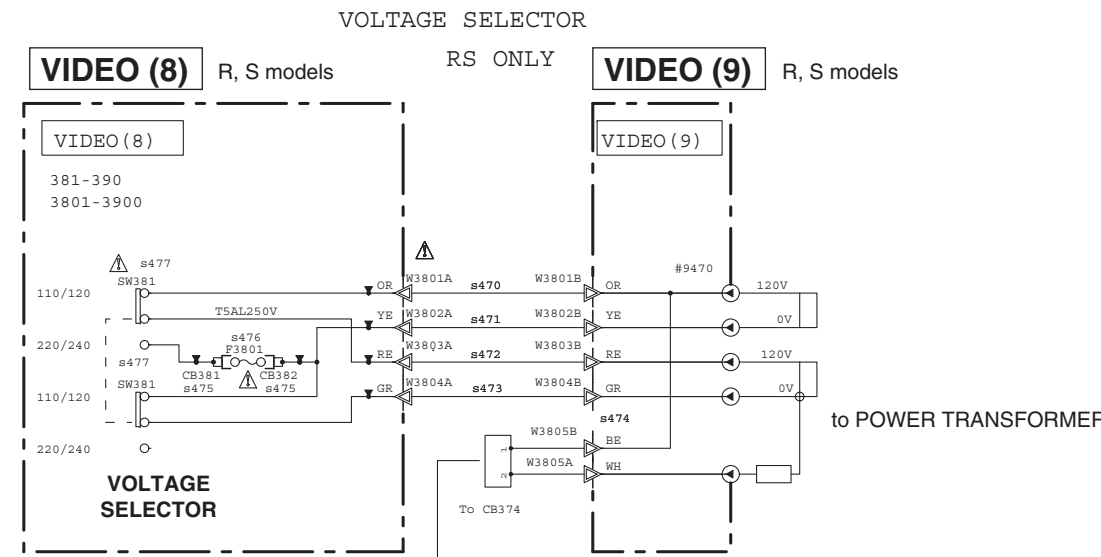 VOLTAGE SELECTOR
RS ONLY
VIDEO (8) R, S models
VIDEO (9) R, S models
VIDEO(8)
VIDEO(9)
381-390
3801-3900
s477
SW381
110/120
T5AL250V
220/240
s476
F3801
s477
CB381
s475
CB382
s475
SW381
110/120
220/240
VOLTAGE
SELECTOR
OR W3801A s470 W3801B OR
YE W3802A s471 W3802B YE
RE W3803A s472 W3803B RE
GR W3804A s473 W3804B GR
#9470
120V
0V
120V
0V
s474
to POWER TRANSFORMER
W3805B 1 BE
W3805A 2 WH
To CB374